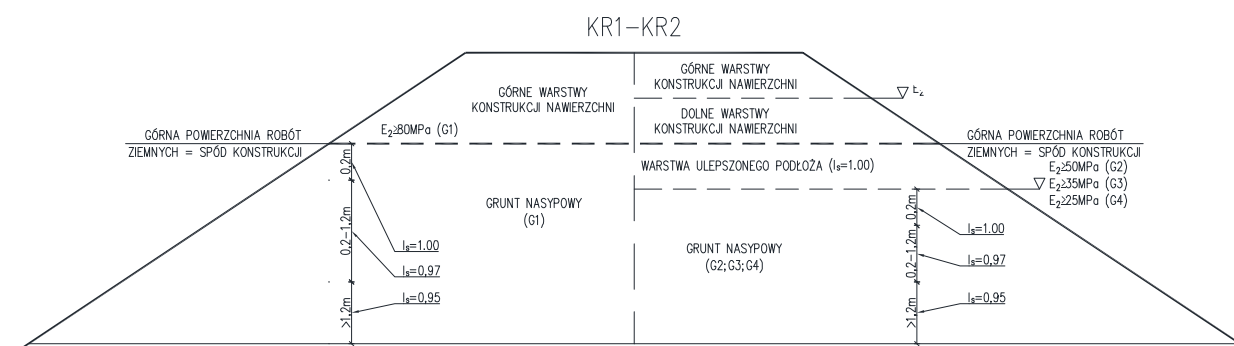 KR1-KR2
GÓRNE WARSTWY
KONSTRUKCJI NAWIERZCHNI
GÓRNE WARSTWY
KONSTRUKCJI NAWIERZCHNI
E₂
DOLNE WARSTWY
KONSTRUKCJI NAWIERZCHNI
GÓRNA POWIERZCHNIA ROBÓT
ZIEMNYCH = SPÓD KONSTRUKCJI
E₂≥80MPa (G1)
GÓRNA POWIERZCHNIA ROBÓT
ZIEMNYCH = SPÓD KONSTRUKCJI
WARSTWA ULEPSZONEGO PODŁOŻA (Iₛ=1.00)
E₂≥50MPa (G2)
E₂≥35MPa (G3)
E₂≥25MPa (G4)
GRUNT NASYPOWY
(G1)
GRUNT NASYPOWY
(G2;G3;G4)
0.2m
0.2-1.2m
>1.2m
Iₛ=1.00
Iₛ=0,97
Iₛ=0,95
0.2m
0.2-1.2m
>1.2m
Iₛ=1.00
Iₛ=0,97
Iₛ=0,95